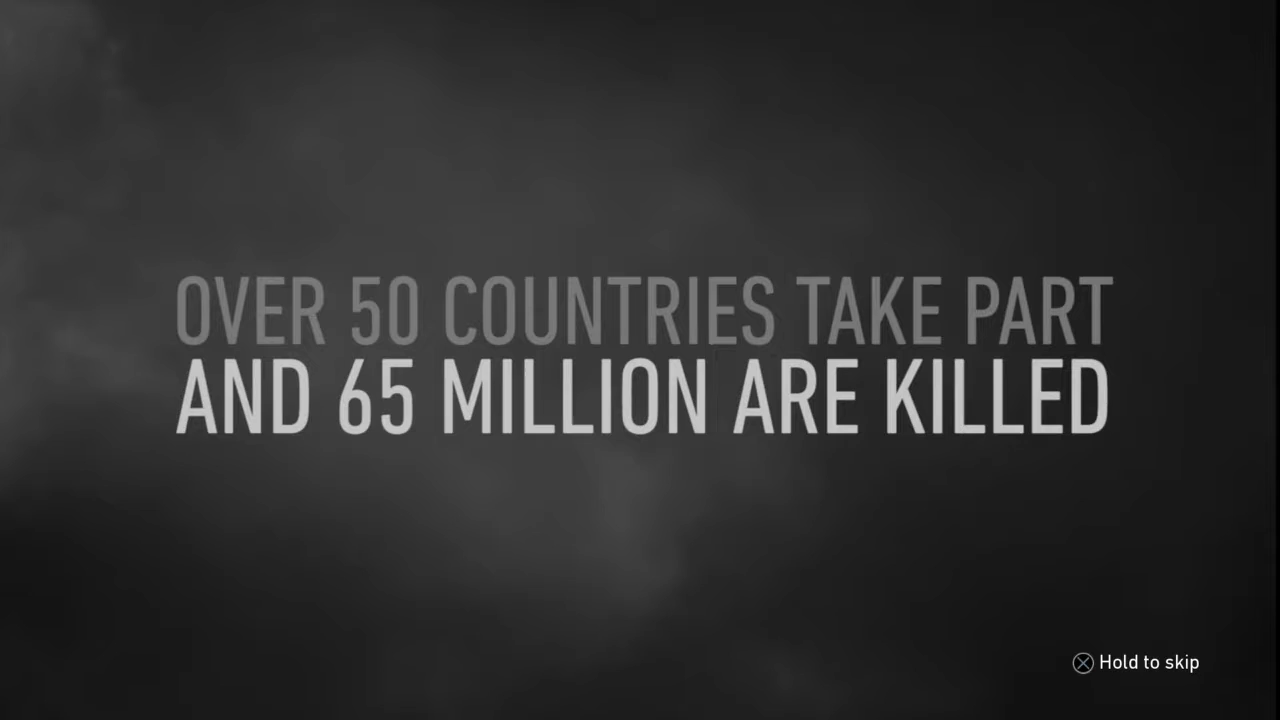 OVER 50 COUNTRIES TAKE PART
AND 65 MILLION ARE KILLED
Hold to skip